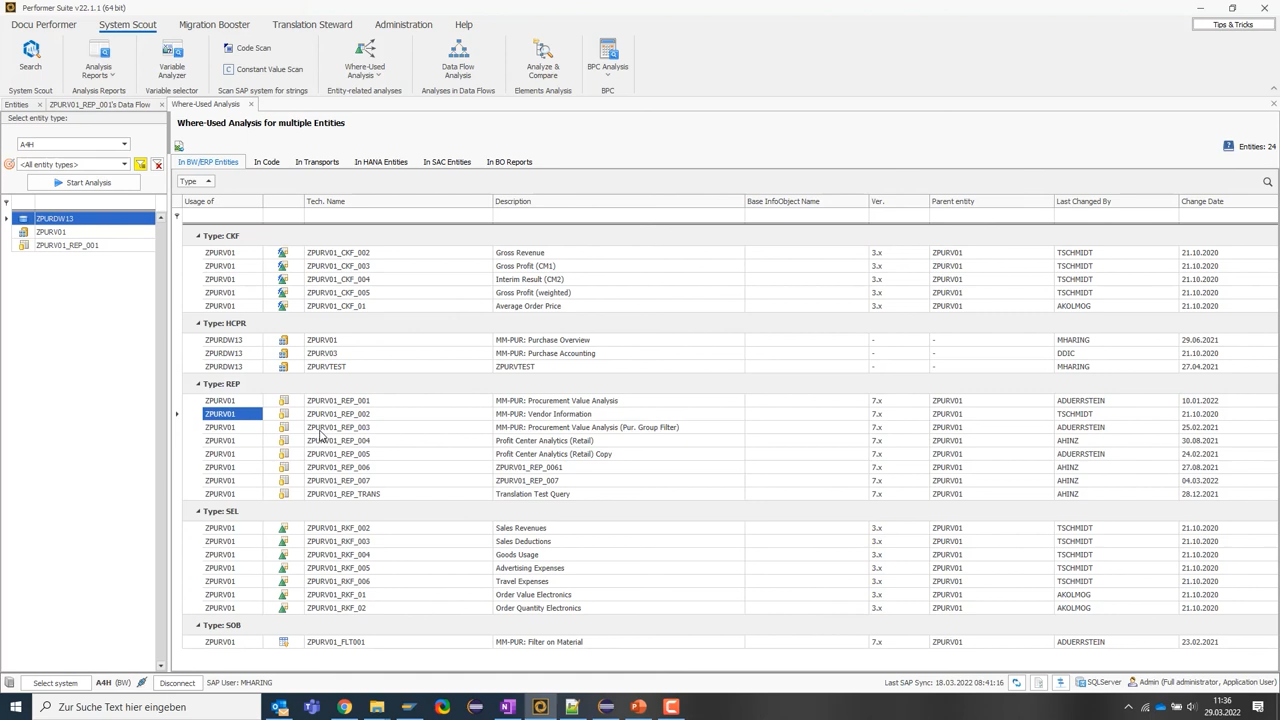 Performer Suite v22.1.1 (64 bit)
Docu Performer System Scout Migration Booster Translation Steward Administration Help Tips & Tricks
Search Analysis Reports Variable Analyzer Code Scan Constant Value Scan Where-Used Analysis Data Flow Analysis Analyze & Compare BPC Analysis
System Scout Analysis Reports Variable selector Scan SAP system for strings Entity-related analyses Analyses in Data Flows Elements Analysis BPC
Entities ZPURV01_REP_001's Data Flow Where-Used Analysis
Select entity type:
A4H
<All entity types>
Start Analysis
ZPURDW13
ZPURV01
ZPURV01_REP_001
Where-Used Analysis for multiple Entities
Entities: 24
In BW/ERP Entities In Code In Transports In HANA Entities In SAC Entities In BO Reports
Type
Usage of Tech. Name Description Base InfoObject Name Ver. Parent entity Last Changed By Change Date
Type: CKF
ZPURV01 ZPURV01_CKF_002 Gross Revenue 3.x ZPURV01 TSCHMIDT 21.10.2020
ZPURV01 ZPURV01_CKF_003 Gross Profit (CM1) 3.x ZPURV01 TSCHMIDT 21.10.2020
ZPURV01 ZPURV01_CKF_004 Interim Result (CM2) 3.x ZPURV01 TSCHMIDT 21.10.2020
ZPURV01 ZPURV01_CKF_005 Gross Profit (weighted) 3.x ZPURV01 TSCHMIDT 21.10.2020
ZPURV01 ZPURV01_CKF_01 Average Order Price 3.x ZPURV01 AKOLMOG 21.10.2020
Type: HCPR
ZPURDW13 ZPURV01 MM-PUR: Purchase Overview - - MHARING 29.06.2021
ZPURDW13 ZPURV03 MM-PUR: Purchase Accounting - - DDIC 21.10.2020
ZPURDW13 ZPURVTEST ZPURVTEST - - MHARING 27.04.2021
Type: REP
ZPURV01 ZPURV01_REP_001 MM-PUR: Procurement Value Analysis 7.x ZPURV01 ADUERRSTEIN 10.01.2022
ZPURV01 ZPURV01_REP_002 MM-PUR: Vendor Information 7.x ZPURV01 TSCHMIDT 21.10.2020
ZPURV01 ZPURV01_REP_003 MM-PUR: Procurement Value Analysis (Pur. Group Filter) 7.x ZPURV01 ADUERRSTEIN 25.02.2021
ZPURV01 ZPURV01_REP_004 Profit Center Analytics (Retail) 7.x ZPURV01 AHINZ 30.08.2021
ZPURV01 ZPURV01_REP_005 Profit Center Analytics (Retail) Copy 7.x ZPURV01 ADUERRSTEIN 24.02.2021
ZPURV01 ZPURV01_REP_006 ZPURV01_REP_0061 7.x ZPURV01 AHINZ 27.08.2021
ZPURV01 ZPURV01_REP_007 ZPURV01_REP_007 7.x ZPURV01 AHINZ 04.03.2022
ZPURV01 ZPURV01_REP_TRANS Translation Test Query 7.x ZPURV01 AHINZ 28.12.2021
Type: SEL
ZPURV01 ZPURV01_RKF_002 Sales Revenues 3.x ZPURV01 TSCHMIDT 21.10.2020
ZPURV01 ZPURV01_RKF_003 Sales Deductions 3.x ZPURV01 TSCHMIDT 21.10.2020
ZPURV01 ZPURV01_RKF_004 Goods Usage 3.x ZPURV01 TSCHMIDT 21.10.2020
ZPURV01 ZPURV01_RKF_005 Advertising Expenses 3.x ZPURV01 TSCHMIDT 21.10.2020
ZPURV01 ZPURV01_RKF_006 Travel Expenses 3.x ZPURV01 TSCHMIDT 21.10.2020
ZPURV01 ZPURV01_RKF_01 Order Value Electronics 3.x ZPURV01 AKOLMOG 21.10.2020
ZPURV01 ZPURV01_RKF_02 Order Quantity Electronics 3.x ZPURV01 AKOLMOG 21.10.2020
Type: SOB
ZPURV01 ZPURV01_FLT001 MM-PUR: Filter on Material 7.x ZPURV01 ADUERRSTEIN 23.02.2021
Select system A4H (BW) Disconnect SAP User: MHARING Last SAP Sync: 18.03.2022 08:41:16 SQLServer Admin (Full administrator, Application User)
Zur Suche Text hier eingeben
11:36
29.03.2022